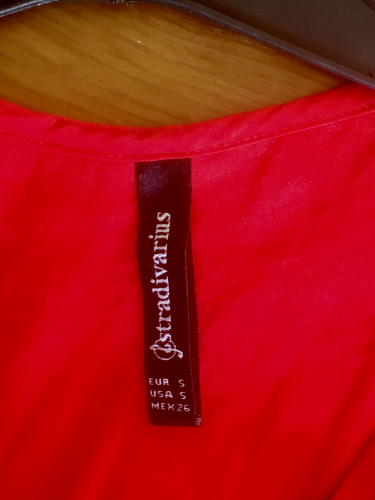 stradivarius
EUR S
USA S
MEX 26